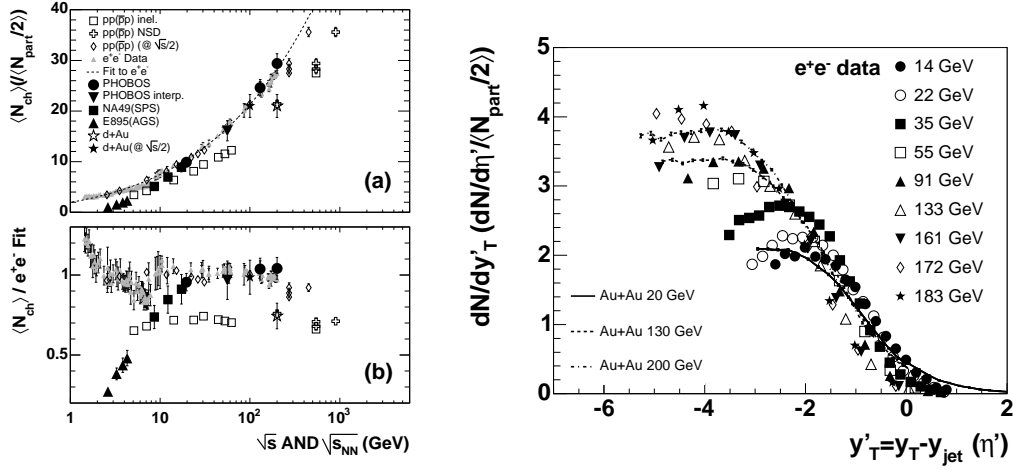 ⟨N_ch⟩(/⟨N_part/2⟩)
40
30
20
10
0
pp(p̄p) inel.
pp(p̄p) NSD
pp(p̄p) (@ √s/2)
e⁺e⁻ Data
Fit to e⁺e⁻
PHOBOS
PHOBOS interp.
NA49(SPS)
E895(AGS)
d+Au
d+Au(@ √s/2)
(a)
⟨N_ch⟩ / e⁺e⁻ Fit
1
0.5
(b)
1 10 10² 10³
√s AND √s_NN (GeV)
dN/dy'_T (dN/dη'/⟨N_part/2⟩)
5
4
3
2
1
0
e⁺e⁻ data
14 GeV
22 GeV
35 GeV
55 GeV
91 GeV
133 GeV
161 GeV
172 GeV
183 GeV
Au+Au 20 GeV
Au+Au 130 GeV
Au+Au 200 GeV
-6 -4 -2 0 2
y'_T=y_T-y_jet (η')